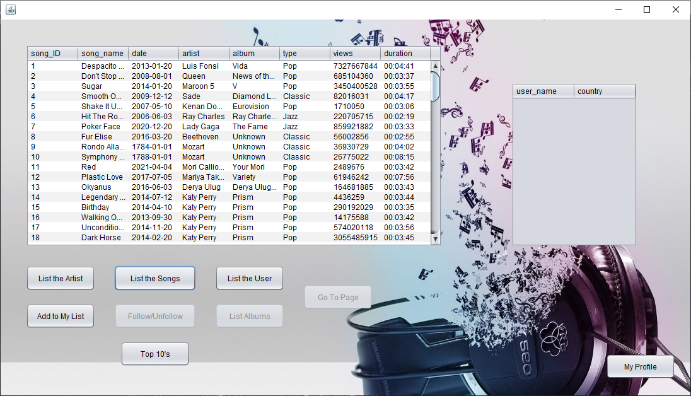 song_ID song_name date artist album type views duration
1 Despacito ... 2013-01-20 Luis Fonsi Vida Pop 7327667844 00:04:41
2 Don't Stop ... 2008-08-01 Queen News of th... Pop 685104360 00:03:37
3 Sugar 2014-01-20 Maroon 5 V Pop 3450400528 00:03:55
4 Smooth O... 2009-12-12 Sade Diamond L... Classic 82016031 00:04:17
5 Shake It U... 2007-05-10 Kenan Do... Eurovision Pop 1710050 00:03:06
6 Hit The Ro... 2006-06-03 Ray Charles Ray Charle... Jazz 220705715 00:02:19
7 Poker Face 2020-12-20 Lady Gaga The Fame Jazz 859921882 00:03:33
8 Fur Elise 2016-03-20 Beethoven Unknown Classic 56002856 00:02:55
9 Rondo Alla... 1784-01-01 Mozart Unknown Classic 36930729 00:04:02
10 Symphony ... 1788-01-01 Mozart Unknown Classic 26775022 00:08:15
11 Red 2021-04-04 Mori Callio... Your Mori Pop 2489676 00:03:42
12 Plastic Love 2017-07-05 Mariya Tak... Variety Pop 61946242 00:07:56
13 Okyanus 2016-06-03 Derya Ulug Derya Ulug... Pop 164681885 00:03:43
14 Legendary ... 2014-07-12 Katy Perry Prism Pop 4436259 00:03:44
15 Birthday 2014-04-10 Katy Perry Prism Pop 290192029 00:03:35
16 Walking O... 2013-09-30 Katy Perry Prism Pop 14175588 00:03:42
17 Unconditio... 2014-11-20 Katy Perry Prism Pop 574020118 00:03:56
18 Dark Horse 2014-02-20 Katy Perry Prism Pop 3055485915 00:03:45
user_name country
List the Artist List the Songs List the User
Go To Page
Add to My List Follow/Unfollow List Albums
Top 10's
My Profile
SEO